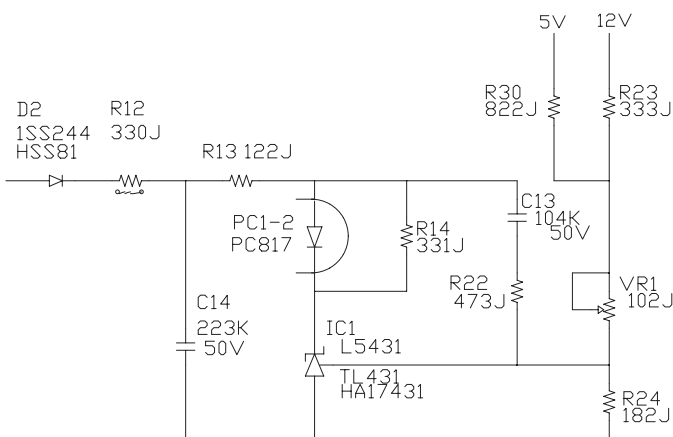 5V
12V
R30
822J
R23
333J
D2
1SS244
HSS81
R12
330J
R13 122J
PC1-2
PC817
R14
331J
C13
104K
50V
R22
473J
VR1
102J
C14
223K
50V
IC1
L5431
TL431
HA17431
R24
182J